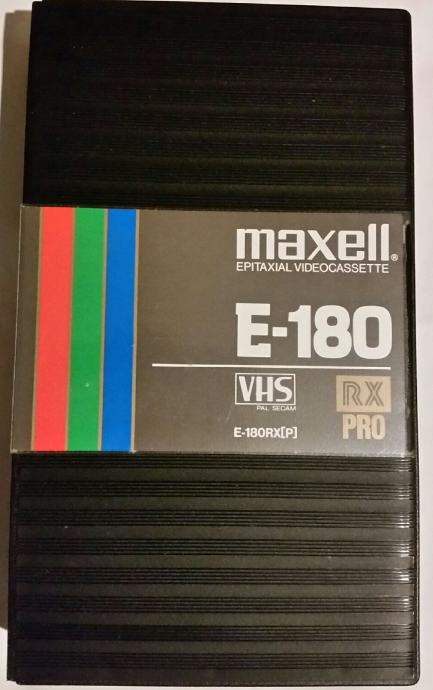 maxell®
EPITAXIAL VIDEOCASSETTE
E-180
VHS
PAL SECAM
RX
PRO
E-180RX[P]